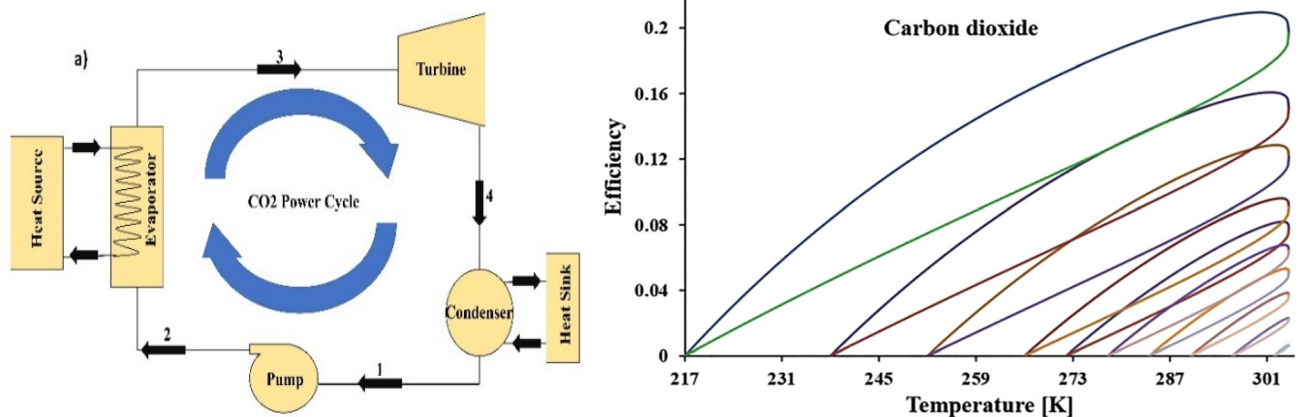 a)
3
Turbine
Heat Source
Evaporator
CO2 Power Cycle
4
Condenser
Heat Sink
2
Pump
1
Carbon dioxide
Efficiency
0.2
0.16
0.12
0.08
0.04
0
217 231 245 259 273 287 301
Temperature [K]